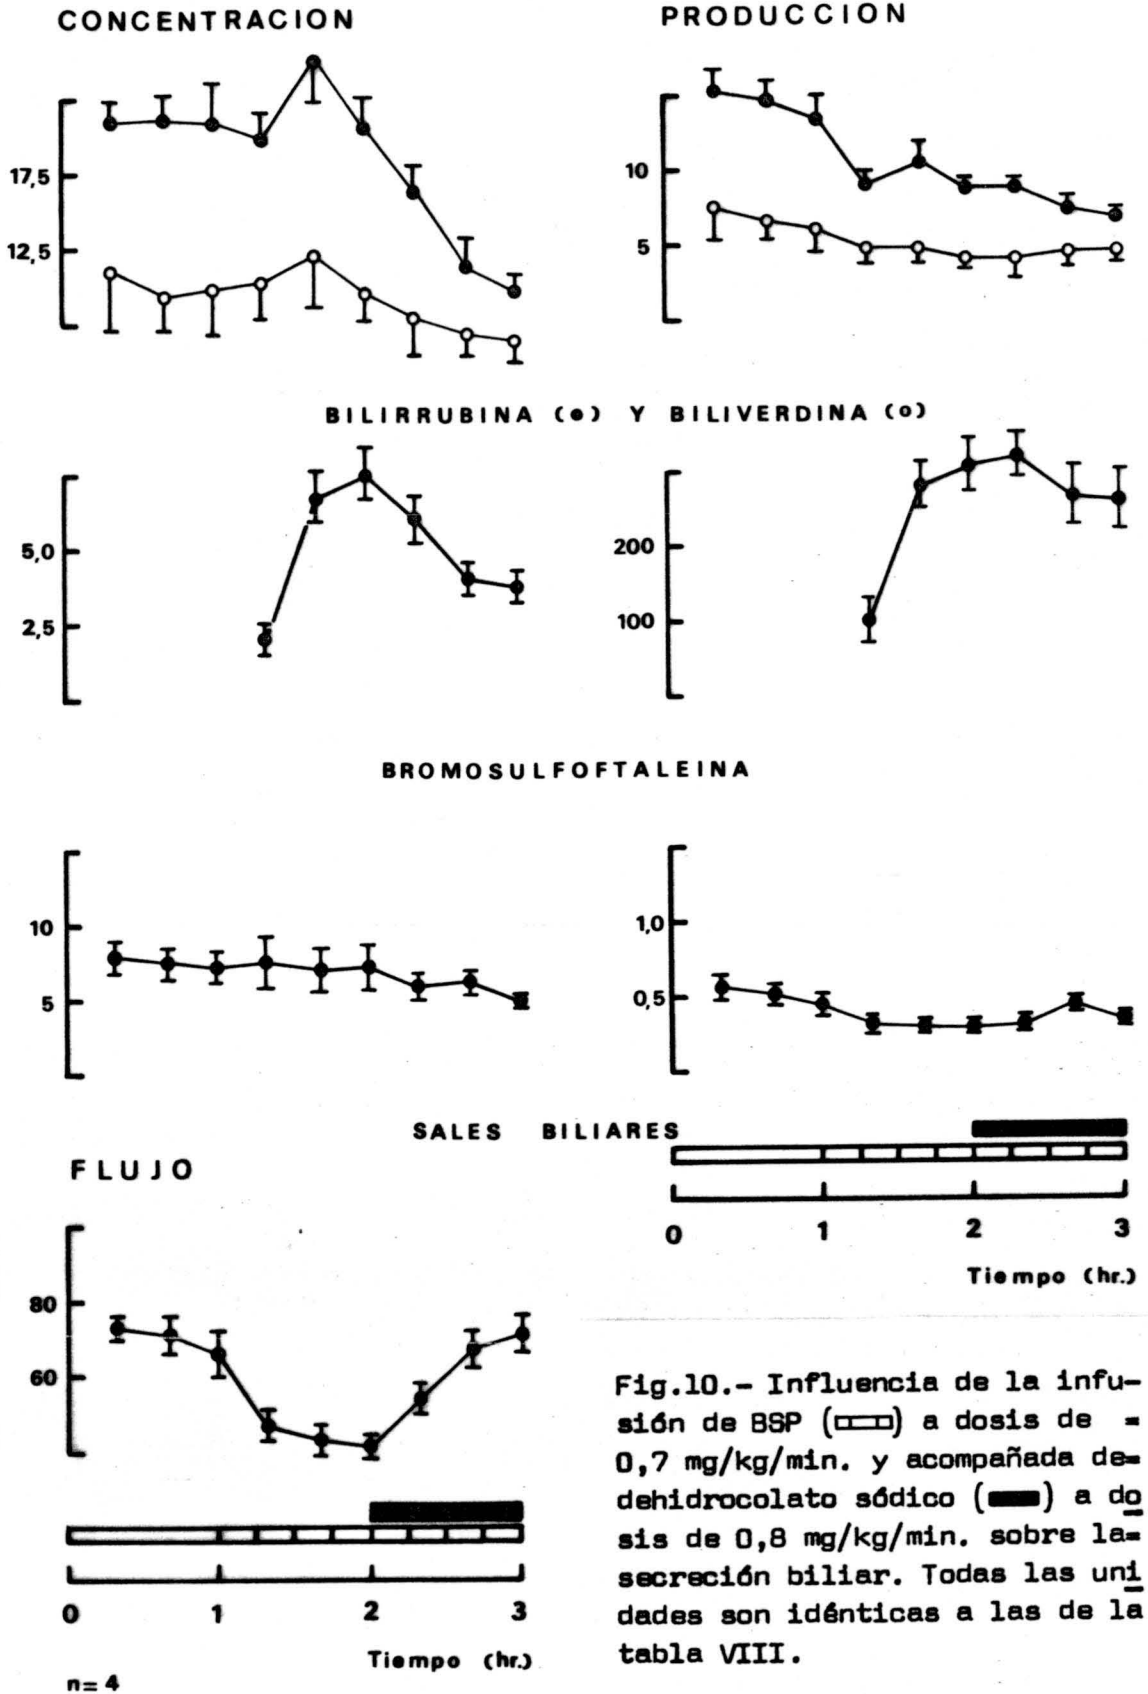 CONCENTRACION
PRODUCCION
17,5
12,5
10
5
BILIRRUBINA (●) Y BILIVERDINA (o)
5,0
2,5
200
100
BROMOSULFOFTALEINA
10
5
1,0
0,5
SALES BILIARES
0 1 2 3
Tiempo (hr.)
FLUJO
80
60
0 1 2 3
Tiempo (hr.)
n= 4
Fig.10.- Influencia de la infu-
sión de BSP ( ) a dosis de =
0,7 mg/kg/min. y acompañada de=
dehidrocolato sódico ( ) a do
sis de 0,8 mg/kg/min. sobre la=
secreción biliar. Todas las uni
dades son idénticas a las de la
tabla VIII.